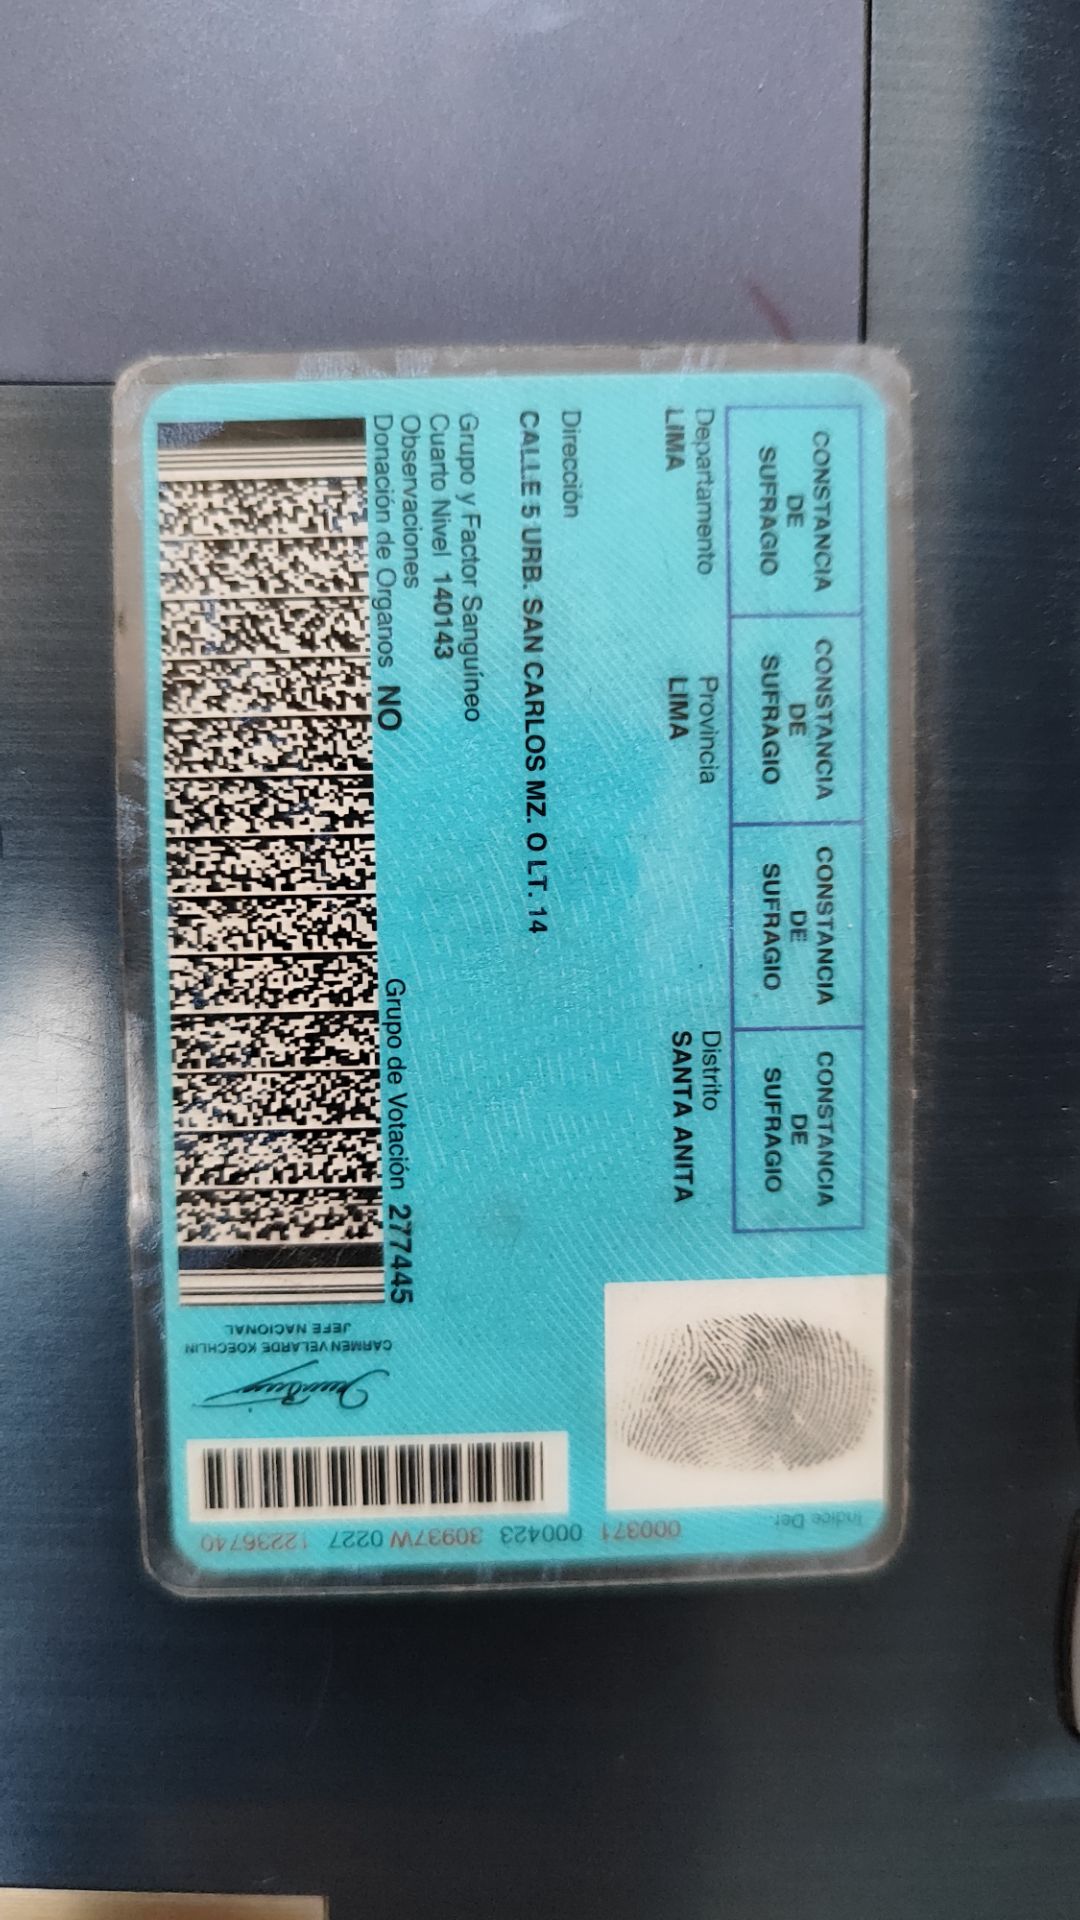 CONSTANCIA DE SUFRAGIO
CONSTANCIA DE SUFRAGIO
CONSTANCIA DE SUFRAGIO
CONSTANCIA DE SUFRAGIO
Departamento Provincia Distrito
LIMA LIMA SANTA ANITA
Dirección
CALLE 5 URB. SAN CARLOS MZ. O LT. 14
Grupo y Factor Sanguíneo
Cuarto Nivel 140143
Observaciones
Donación de Organos NO Grupo de Votación 277445
CARMEN VELARDE KOECHLIN
JEFE NACIONAL
Indice Der.
000371 000423 30937W 0227 12236740